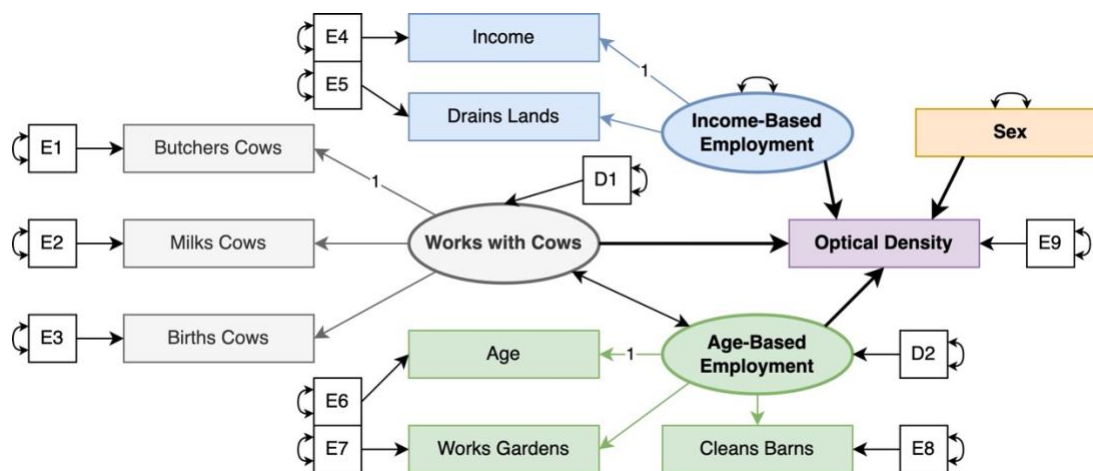 E4
Income
E5
1
Drains Lands
Income-Based
Employment
Sex
E1
Butchers Cows
1
D1
E2
Milks Cows
Works with Cows
Optical Density
E9
E3
Births Cows
Age
1
Age-Based
Employment
D2
E6
E7
Works Gardens
Cleans Barns
E8